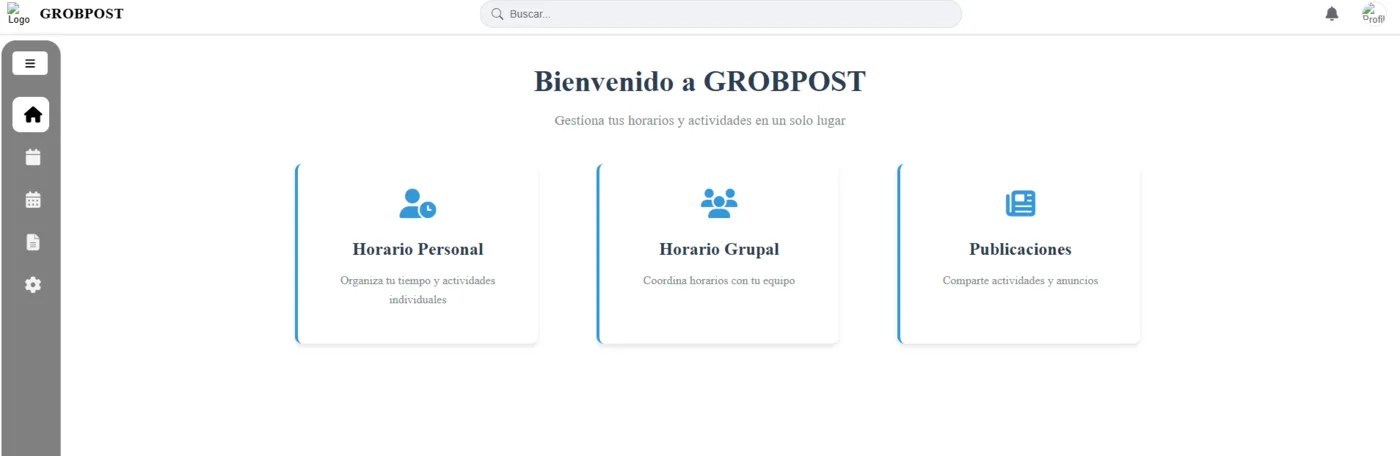 Logo
GROBPOST
Buscar...
Profil
Bienvenido a GROBPOST
Gestiona tus horarios y actividades en un solo lugar
Horario Personal
Organiza tu tiempo y actividades
individuales
Horario Grupal
Coordina horarios con tu equipo
Publicaciones
Comparte actividades y anuncios